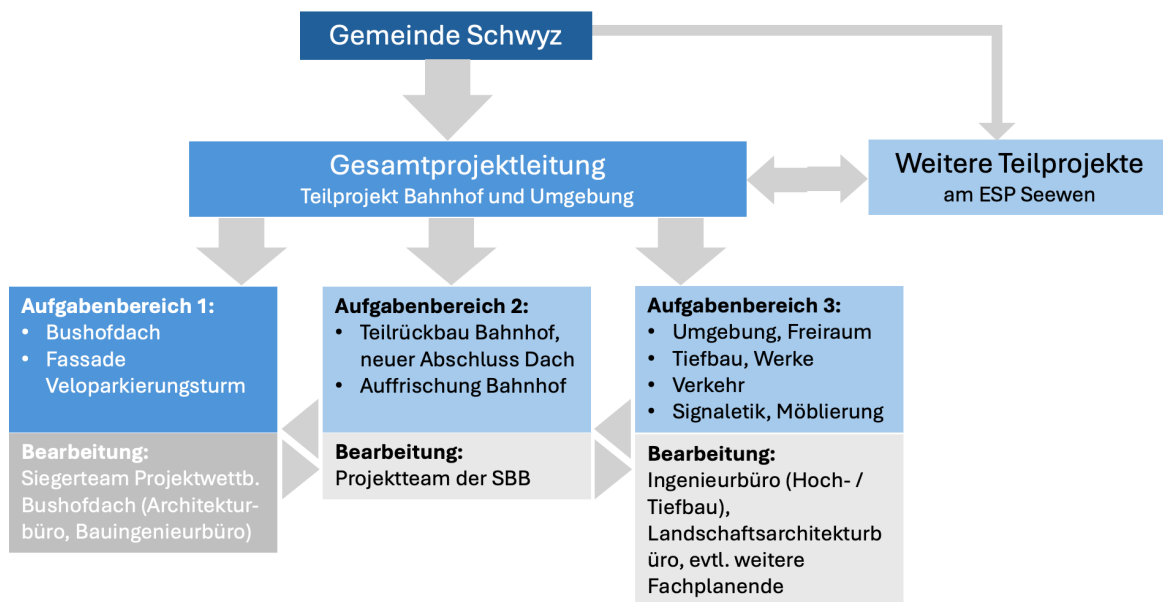 Gemeinde Schwyz
Gesamtprojektleitung
Teilprojekt Bahnhof und Umgebung
Weitere Teilprojekte
am ESP Seewen
Aufgabenbereich 1:
• Bushofdach
• Fassade
Veloparkierungsturm
Bearbeitung:
Siegerteam Projektwettb.
Bushofdach (Architektur-
büro, Bauingenieurbüro)
Aufgabenbereich 2:
• Teilrückbau Bahnhof,
neuer Abschluss Dach
• Auffrischung Bahnhof
Bearbeitung:
Projektteam der SBB
Aufgabenbereich 3:
• Umgebung, Freiraum
• Tiefbau, Werke
• Verkehr
• Signaletik, Möblierung
Bearbeitung:
Ingenieurbüro (Hoch- /
Tiefbau),
Landschaftsarchitekturb
üro, evtl. weitere
Fachplanende